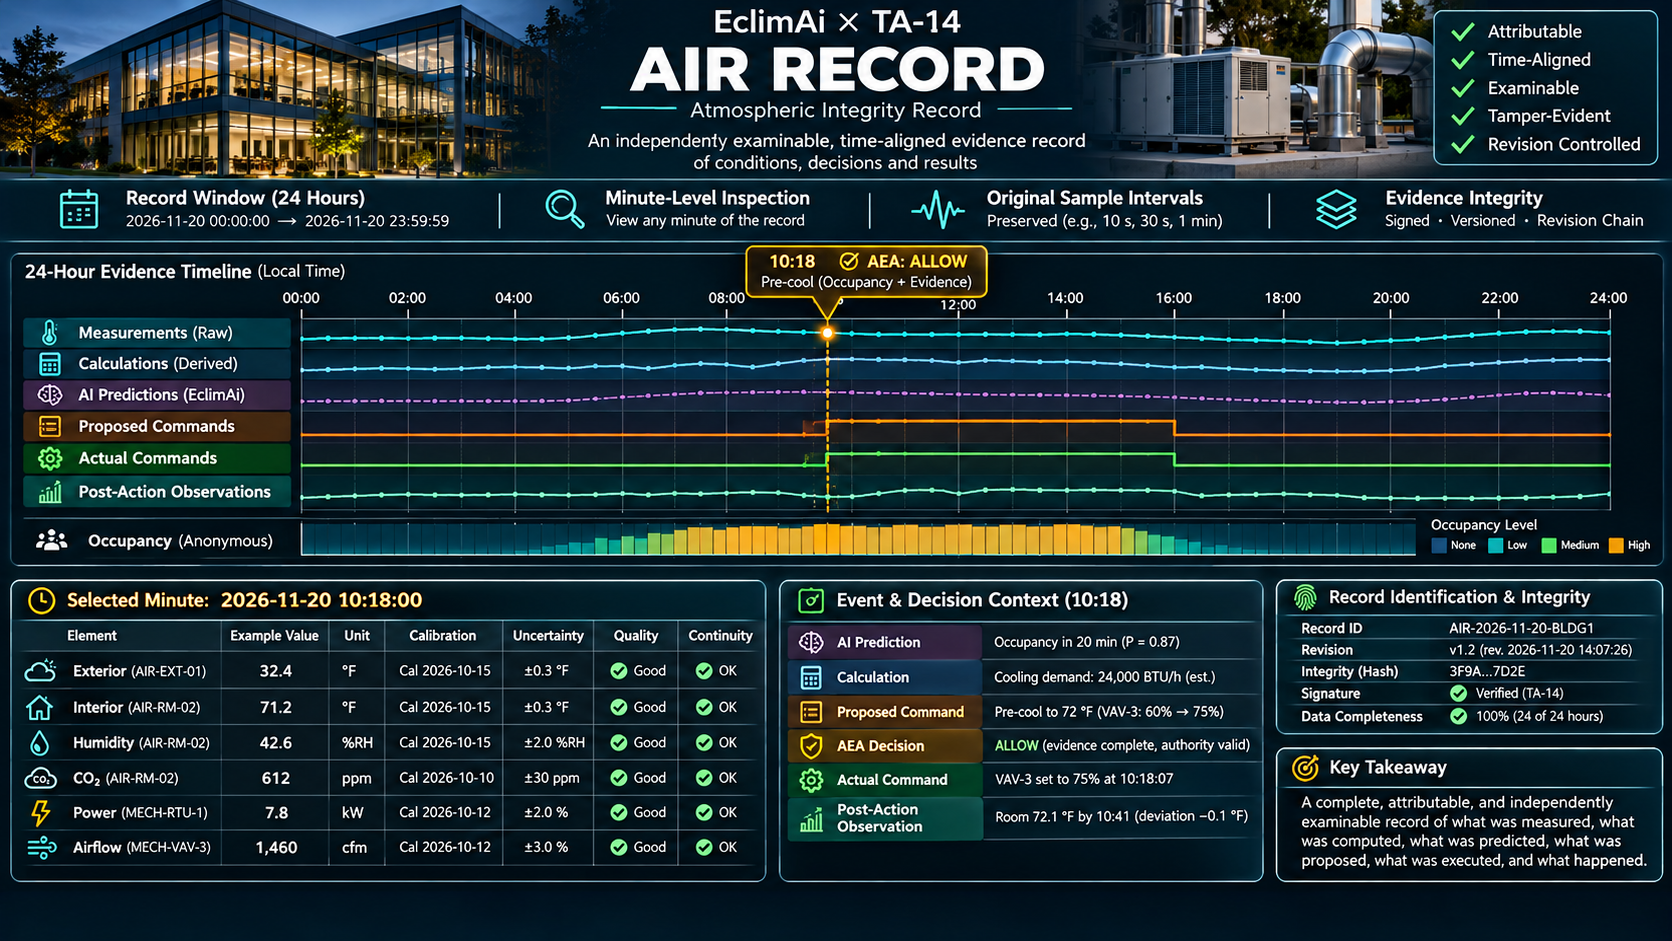 EclimAi × TA-14
AIR RECORD
Atmospheric Integrity Record
An independenty examinable, time-aligned evidence record
of conditions, decisions and results
Attributable
Time-Aligned
Examinable
Tamper-Evident
Revision Controlled
Record Window (24 Hours)
2026-11-20 00:00:00 → 2026-11-20 23:59:59
Minute-Level Inspection
View any minute of the record
Original Sample Intervals
Preserved (e.g., 10 s, 30 s, 1 min)
Evidence Integrity
Signed • Versioned • Revision Chain
24-Hour Evidence Timeline (Local Time)
10:18 AEA: ALLOW
Pre-cool (Occupancy + Evidence)
00:00 02:00 04:00 06:00 08:00 12:00 14:00 16:00 18:00 20:00 22:00 24:00
Measurements (Raw)
Calculations (Derived)
AI Predictions (EclimAi)
Proposed Commands
Actual Commands
Post-Action Observations
Occupancy (Anonymous)
Occupancy Level
None Low Medium High
Selected Minute: 2026-11-20 10:18:00
Element Example Value Unit Calibration Uncertainty Quality Continuity
Exterior (AIR-EXT-01) 32.4 °F Cal 2026-10-15 ±0.3 °F Good OK
Interior (AIR-RM-02) 71.2 °F Cal 2026-10-15 ±0.3 °F Good OK
Humidity (AIR-RM-02) 42.6 %RH Cal 2026-10-15 ±2.0 %RH Good OK
CO₂ CO₂ (AIR-RM-02) 612 ppm Cal 2026-10-10 ±30 ppm Good OK
Power (MECH-RTU-1) 7.8 kW Cal 2026-10-12 ±2.0 % Good OK
Airflow (MECH-VAV-3) 1,460 cfm Cal 2026-10-12 ±3.0 % Good OK
Event & Decision Context (10:18)
AI Prediction Occupancy in 20 min (P = 0.87)
Calculation Cooling demand: 24,000 BTU/h (est.)
Proposed Command Pre-cool to 72 °F (VAV-3: 60% → 75%)
AEA Decision ALLOW (evidence complete, authority valid)
Actual Command VAV-3 set to 75% at 10:18:07
Post-Action
Observation Room 72.1 °F by 10:41 (deviation −0.1 °F)
Record Identification & Integrity
Record ID AIR-2026-11-20-BLDG1
Revision v1.2 (rev. 2026-11-20 14:07:26)
Integrity (Hash) 3F9A...7D2E
Signature Verified (TA-14)
Data Completeness 100% (24 of 24 hours)
Key Takeaway
A complete, attributable, and independently
examinable record of what was measured, what
was computed, what was predicted, what was
proposed, what was executed, and what happened.